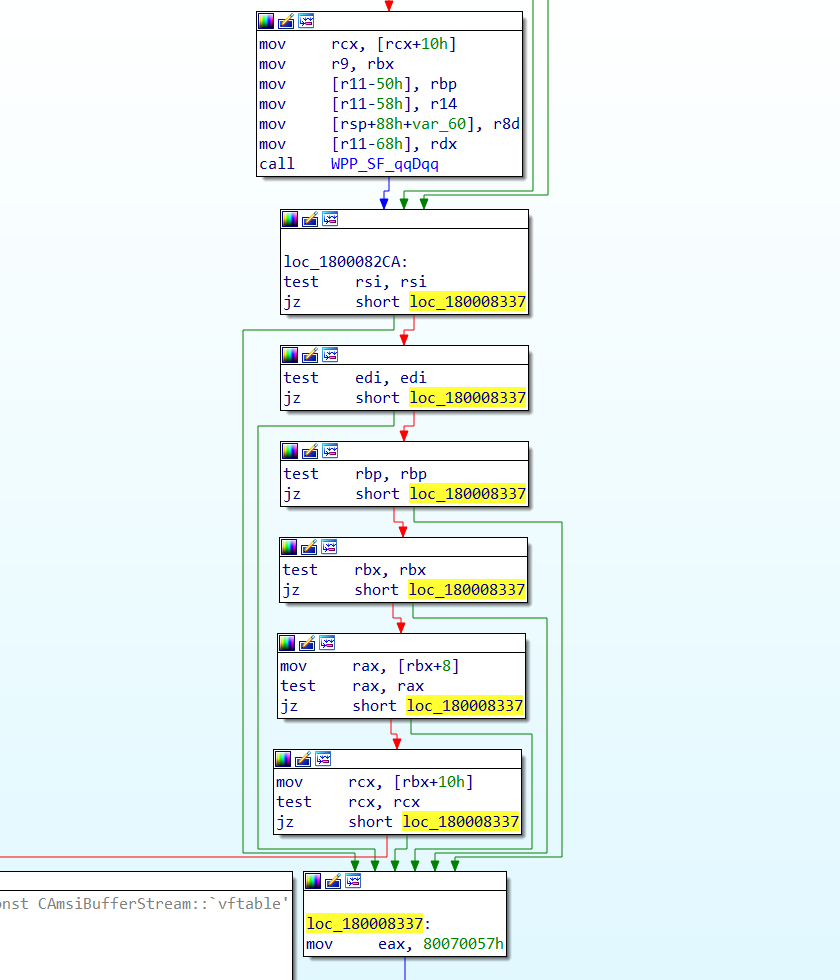 mov rcx, [rcx+10h]
mov r9, rbx
mov [r11-50h], rbp
mov [r11-58h], r14
mov [rsp+88h+var_60], r8d
mov [r11-68h], rdx
call WPP_SF_qqDqq
loc_1800082CA:
test rsi, rsi
jz short loc_180008337
test edi, edi
jz short loc_180008337
test rbp, rbp
jz short loc_180008337
test rbx, rbx
jz short loc_180008337
mov rax, [rbx+8]
test rax, rax
jz short loc_180008337
mov rcx, [rbx+10h]
test rcx, rcx
jz short loc_180008337
nst CAmsiBufferStream::`vftable'
loc_180008337:
mov eax, 80070057h